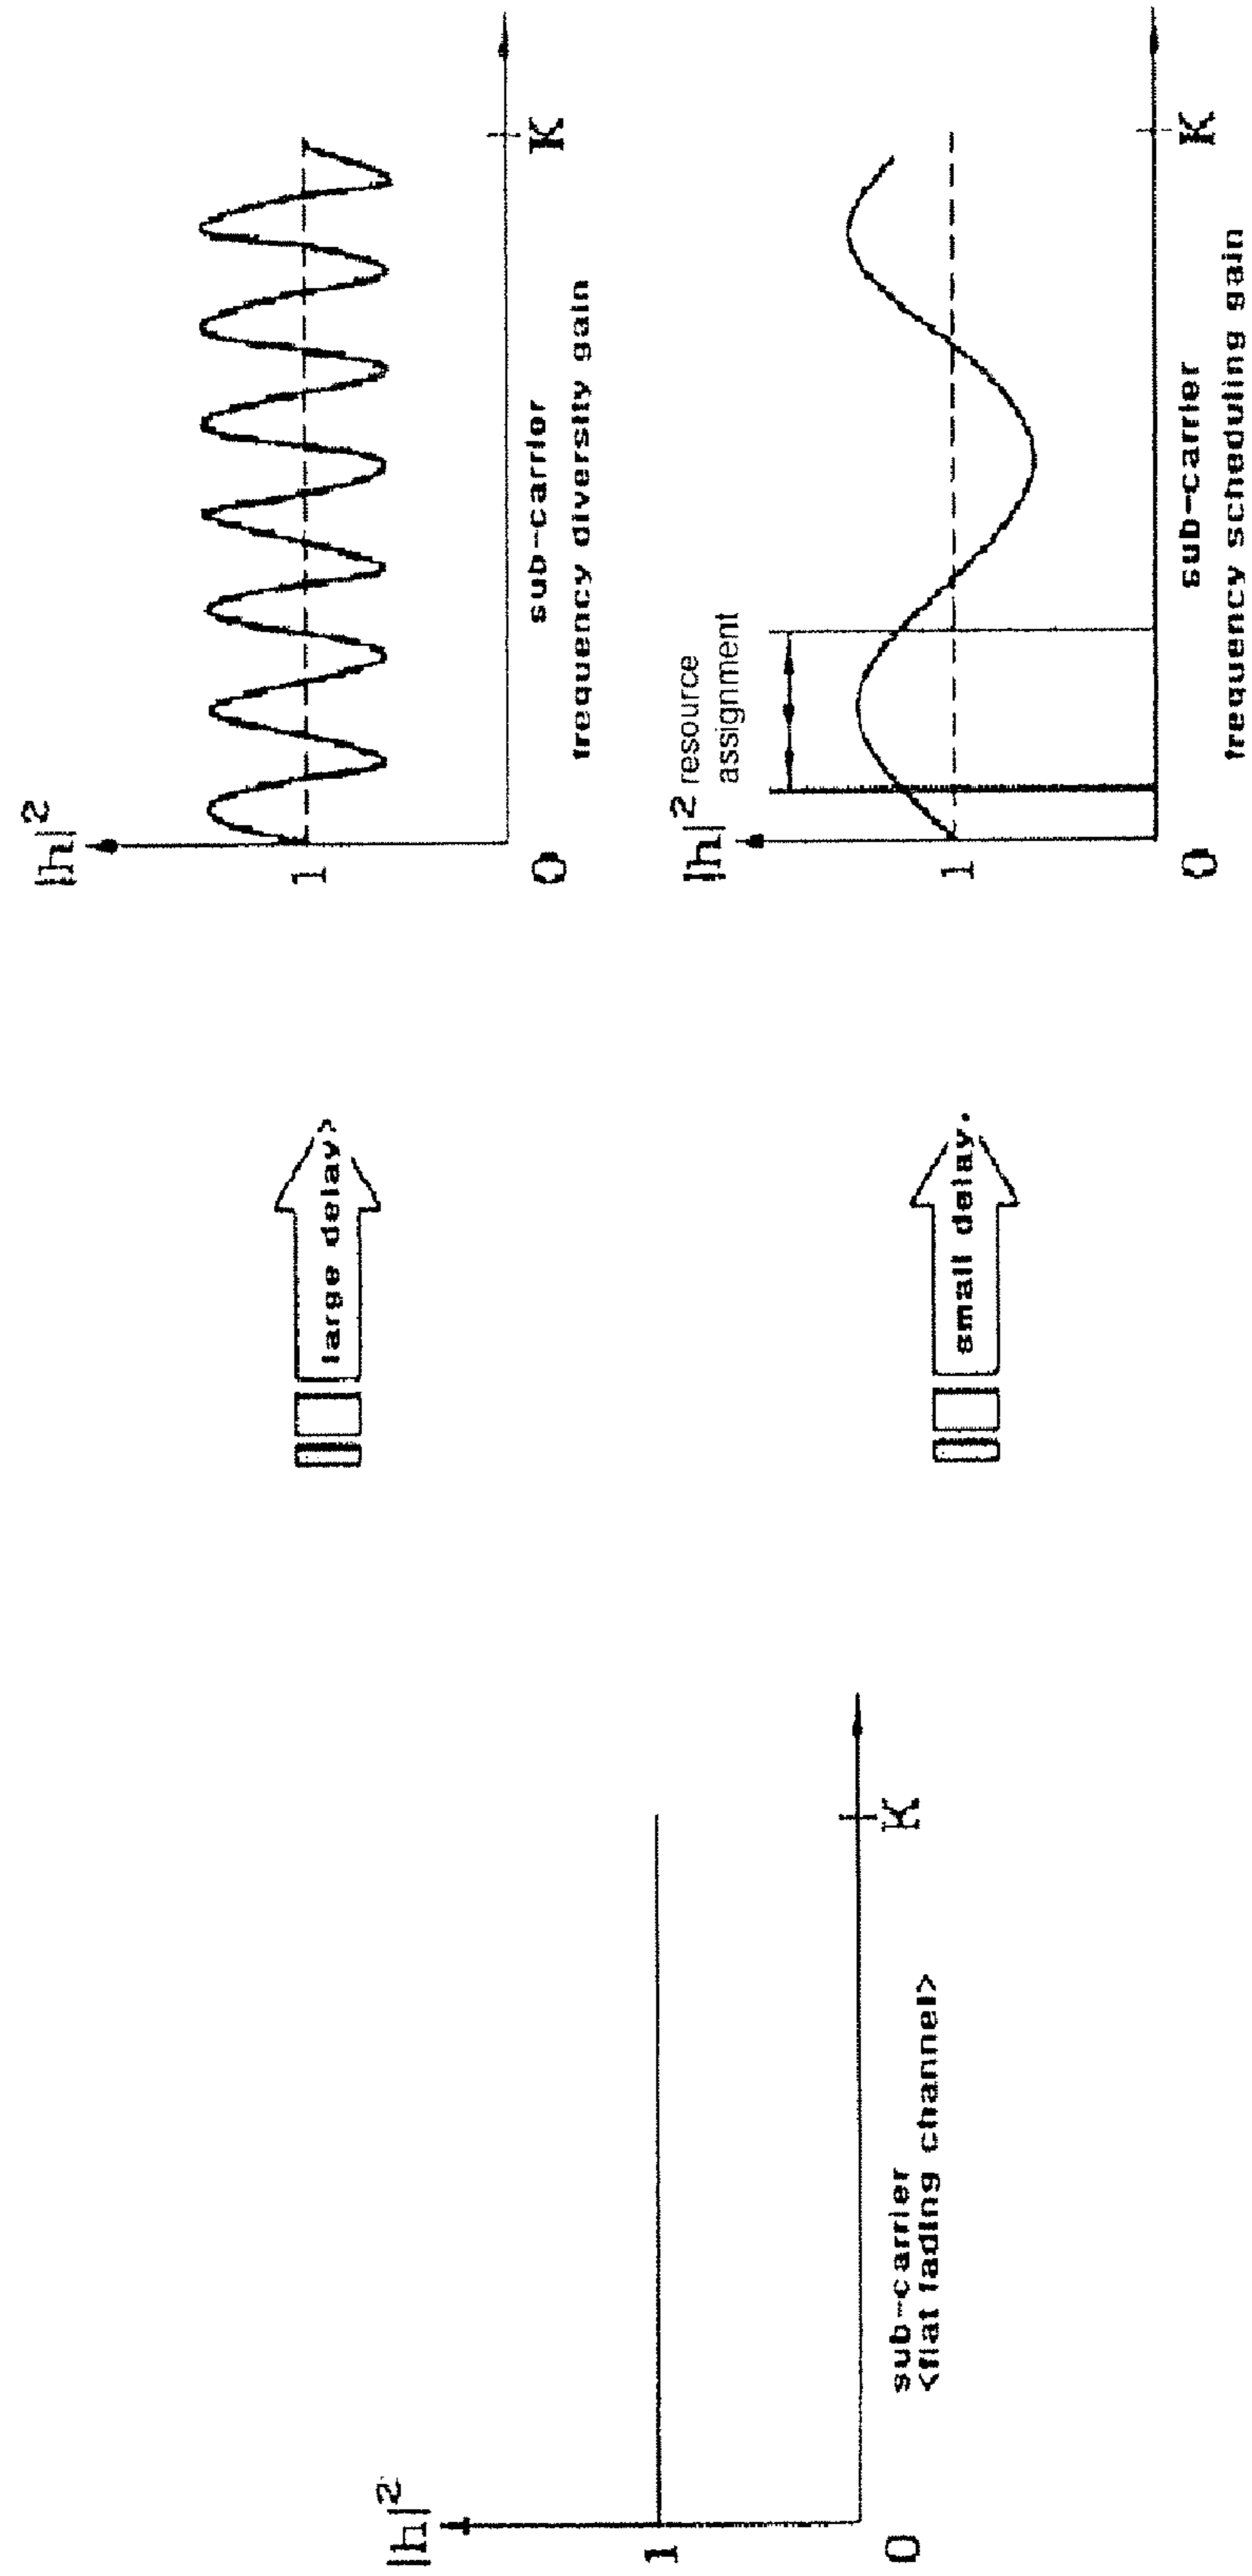 |h|²
1
0
K
sub-carrier
<flat fading channel>
large delay>
small delay.
|h|²
1
0
K
sub-carrier
frequency diversity gain
|h|²
resource
assignment
1
0
K
sub-carrier
frequency scheduling gain